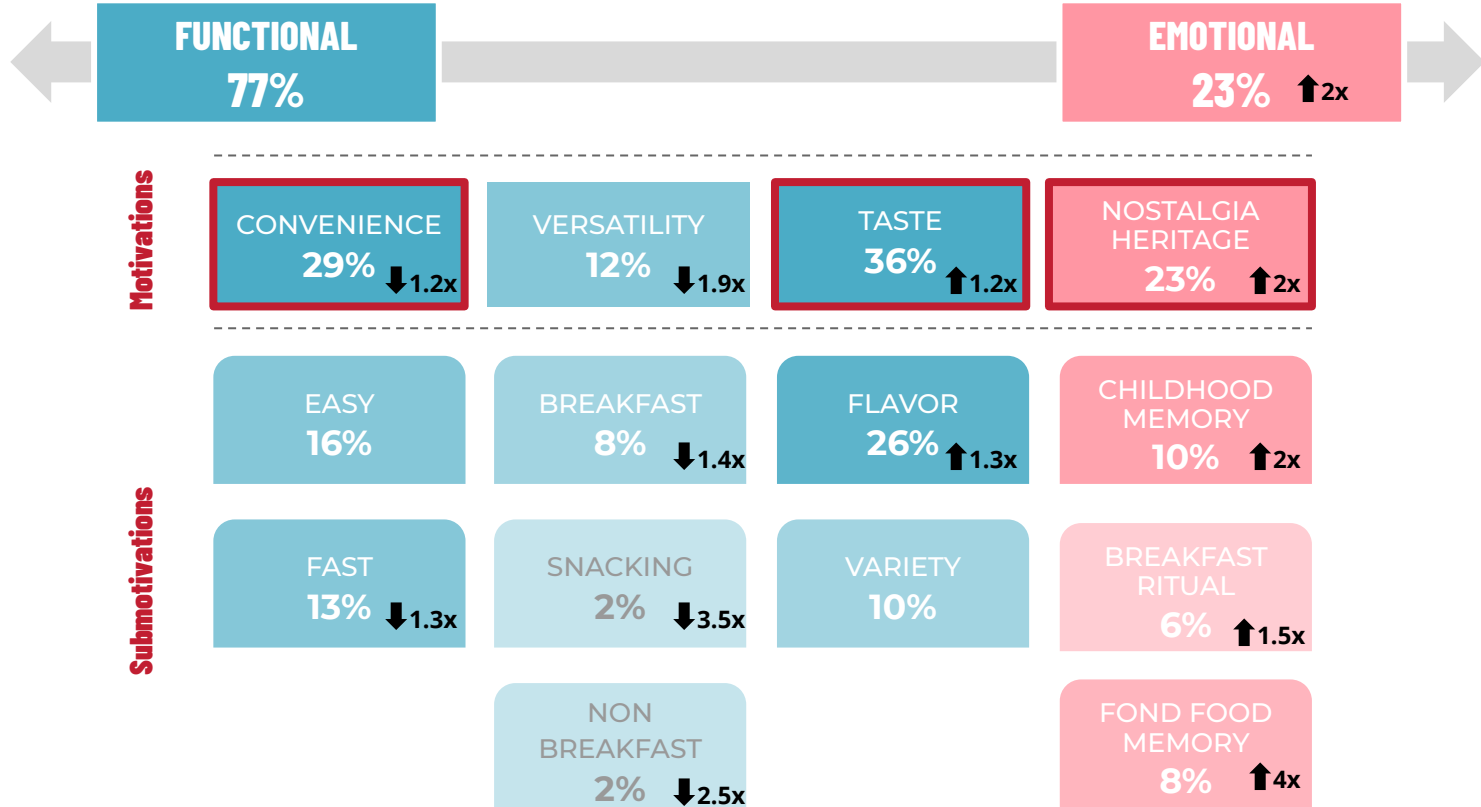 FUNCTIONAL
77%
EMOTIONAL
23% 2x
Motivations
CONVENIENCE
29% 1.2x
VERSATILITY
12% 1.9x
TASTE
36% 1.2x
NOSTALGIA
HERITAGE
23% 2x
Submotivations
EASY
16%
BREAKFAST
8% 1.4x
FLAVOR
26% 1.3x
CHILDHOOD
MEMORY
10% 2x
FAST
13% 1.3x
SNACKING
2% 3.5x
VARIETY
10%
BREAKFAST
RITUAL
6% 1.5x
NON
BREAKFAST
2% 2.5x
FOND FOOD
MEMORY
8% 4x